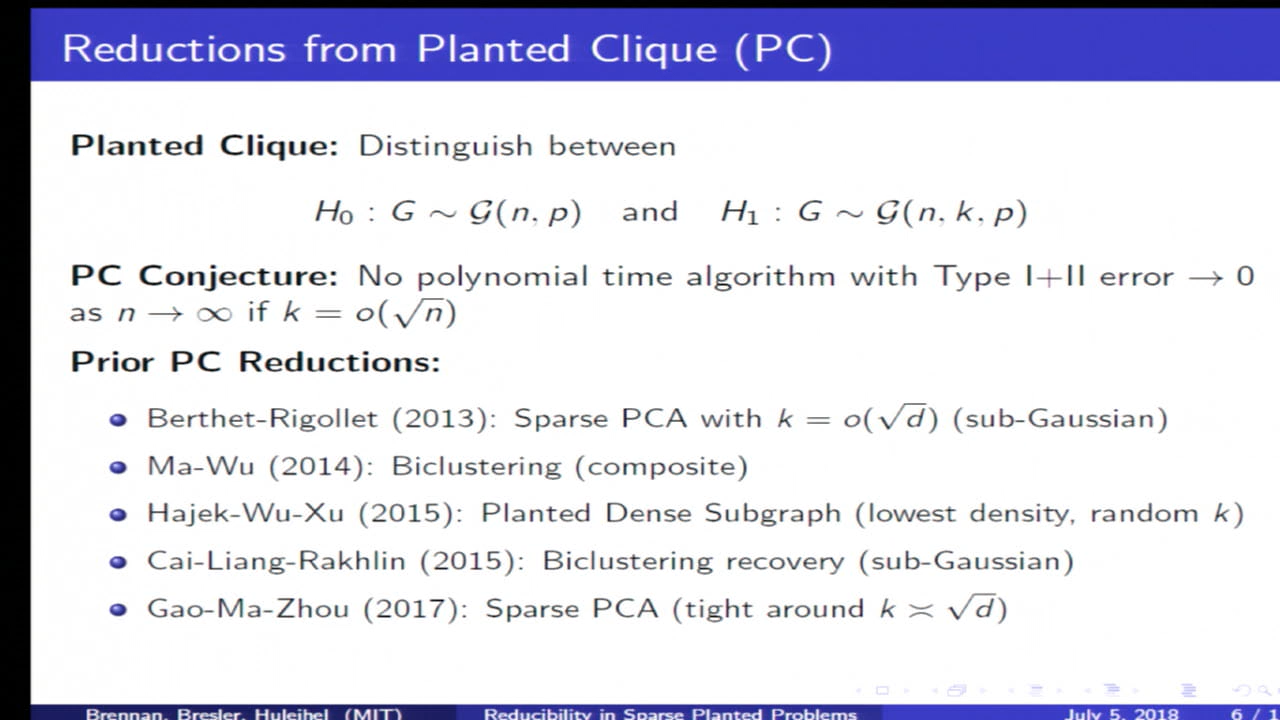 Reductions from Planted Clique (PC)
Planted Clique: Distinguish between
H₀ : G ∼ 𝒢(n, p) and H₁ : G ∼ 𝒢(n, k, p)
PC Conjecture: No polynomial time algorithm with Type I+II error → 0
as n → ∞ if k = o(√n)
Prior PC Reductions:
Berthet-Rigollet (2013): Sparse PCA with k = o(√d) (sub-Gaussian)
Ma-Wu (2014): Biclustering (composite)
Hajek-Wu-Xu (2015): Planted Dense Subgraph (lowest density, random k)
Cai-Liang-Rakhlin (2015): Biclustering recovery (sub-Gaussian)
Gao-Ma-Zhou (2017): Sparse PCA (tight around k ≍ √d)
Brennan, Bresler, Huleihel (MIT) Reducibility in Sparse Planted Problems July 5, 2018 6 / 1